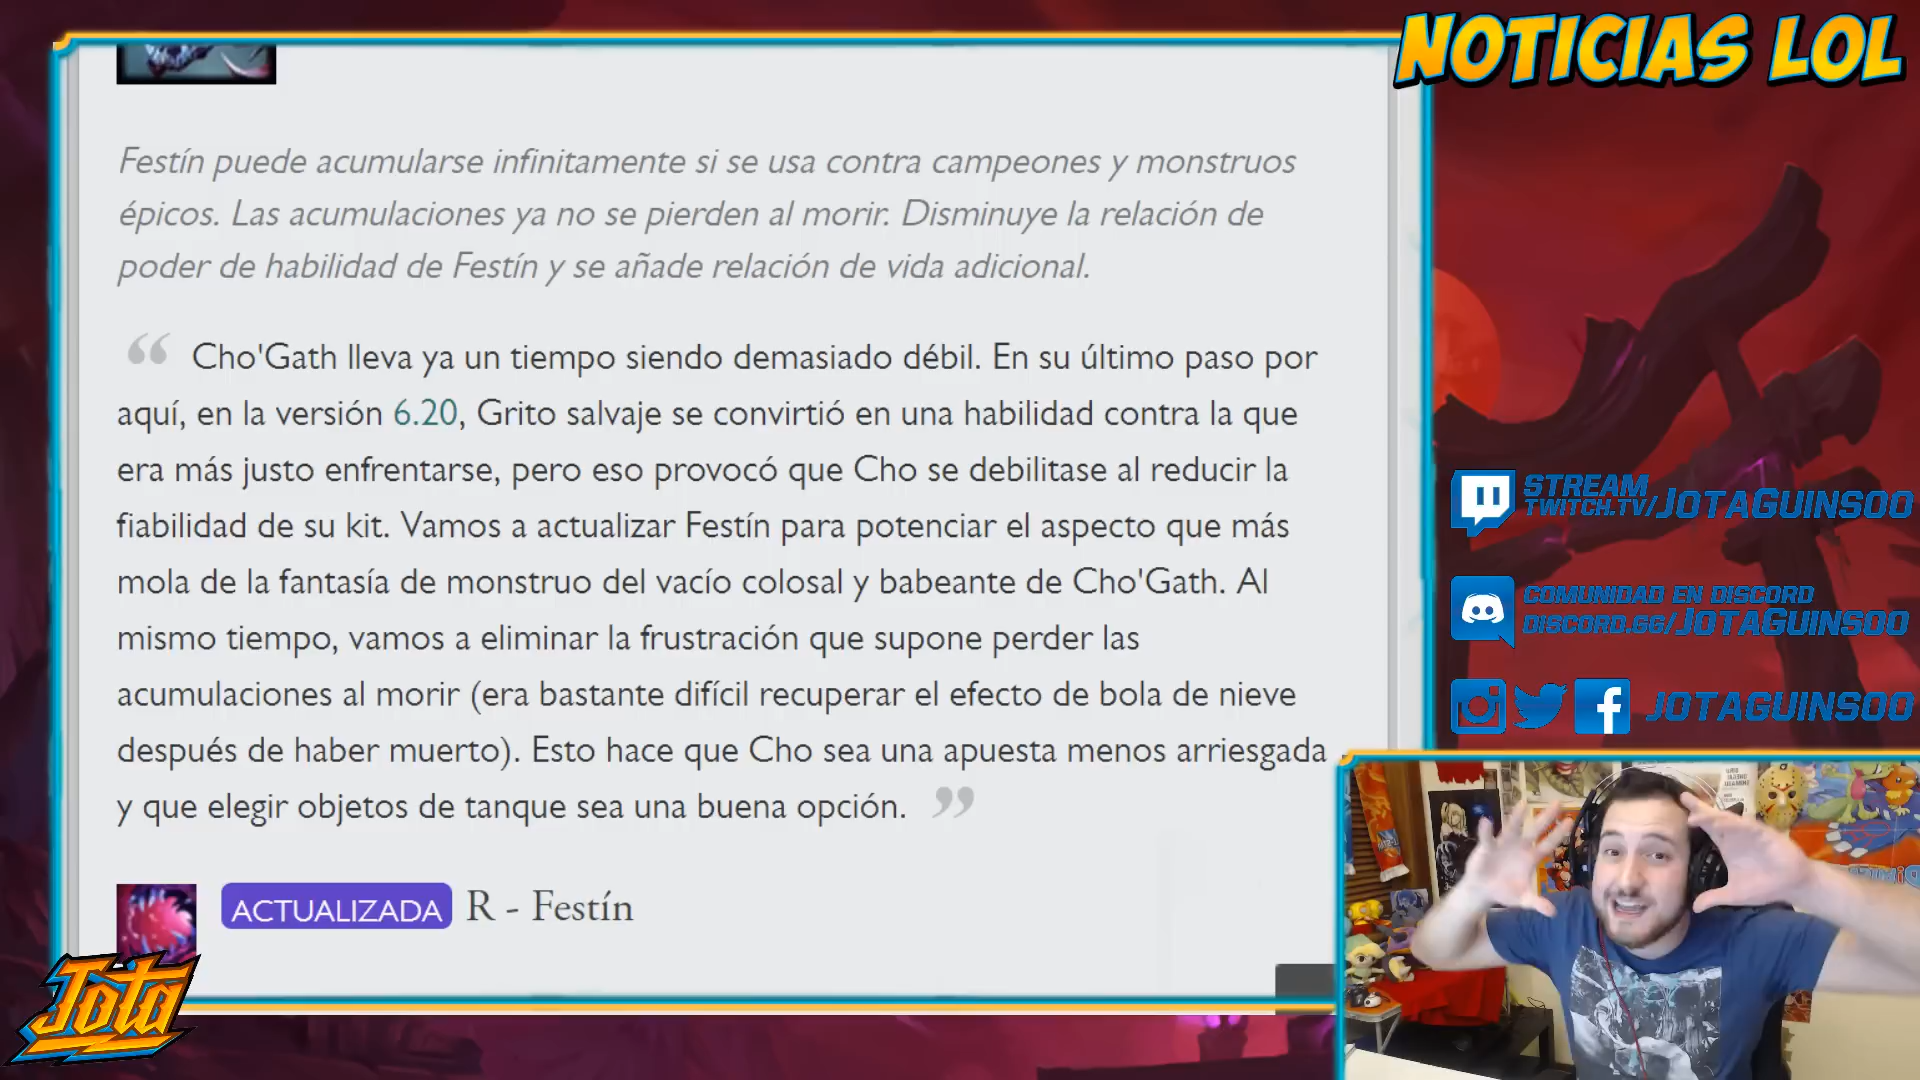 NOTICIAS LOL
Festín puede acumularse infinitamente si se usa contra campeones y monstruos
épicos. Las acumulaciones ya no se pierden al morir. Disminuye la relación de
poder de habilidad de Festín y se añade relación de vida adicional.
“ Cho'Gath lleva ya un tiempo siendo demasiado débil. En su último paso por
aquí, en la versión 6.20, Grito salvaje se convirtió en una habilidad contra la que
era más justo enfrentarse, pero eso provocó que Cho se debilitase al reducir la
fiabilidad de su kit. Vamos a actualizar Festín para potenciar el aspecto que más
mola de la fantasía de monstruo del vacío colosal y babeante de Cho'Gath. Al
mismo tiempo, vamos a eliminar la frustración que supone perder las
acumulaciones al morir (era bastante difícil recuperar el efecto de bola de nieve
después de haber muerto). Esto hace que Cho sea una apuesta menos arriesgada
y que elegir objetos de tanque sea una buena opción. ”
ACTUALIZADA R - Festín
Jota
STREAM
TWITCH.TV/JOTAGUINSOO
COMUNIDAD EN DISCORD
DISCORD.GG/JOTAGUINSOO
JOTAGUINSOO